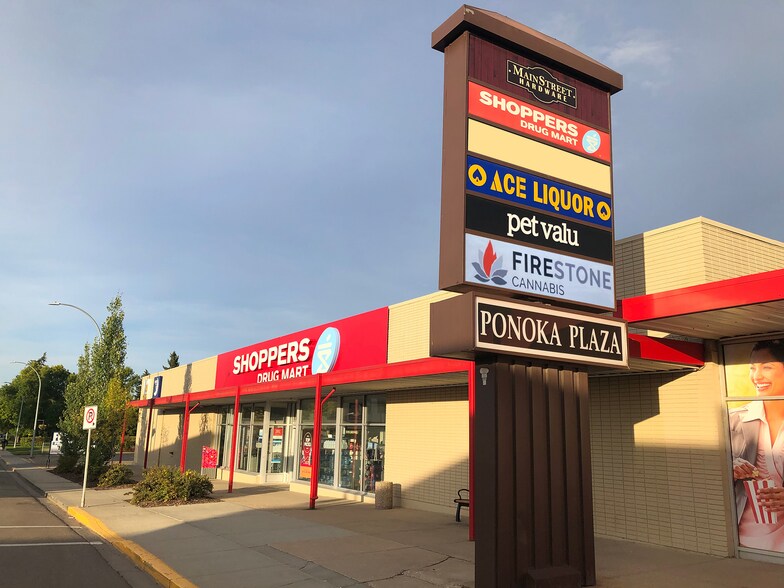 MAINSTREET
HARDWARE
SHOPPERS
DRUG MART
ACE LIQUOR
pet valu
FIRESTONE
CANNABIS
PONOKA PLAZA
SHOPPERS
DRUG MART
P